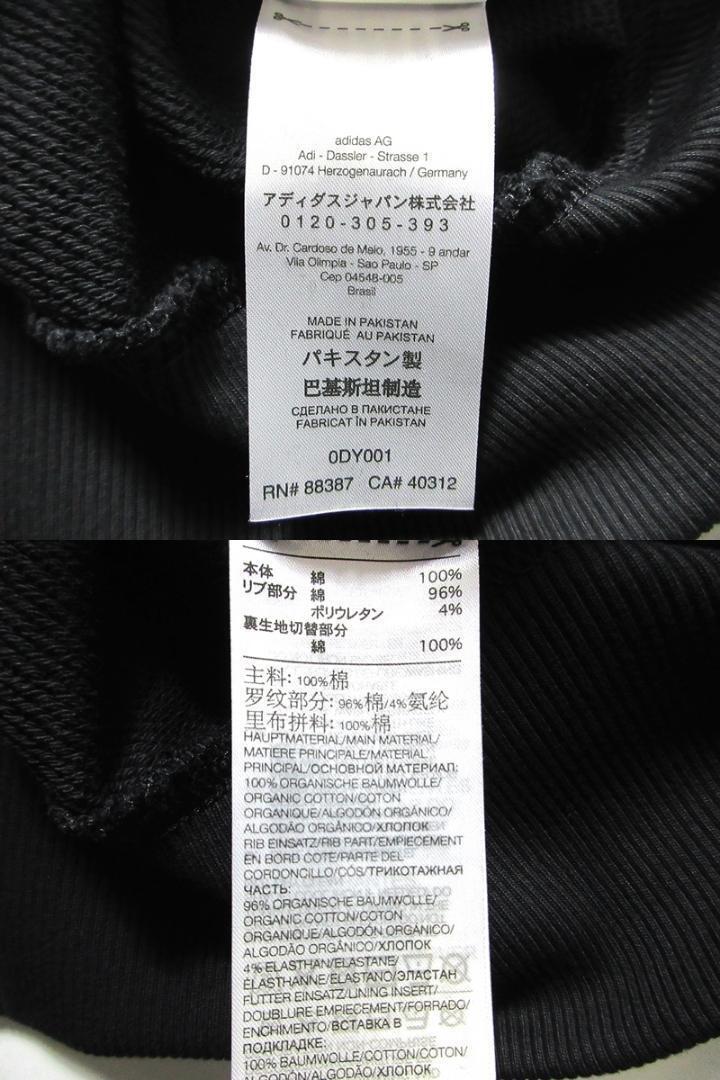 adidas AG
Adi - Dassler - Strasse 1
D - 91074 Herzogenaurach / Germany
アディダスジャパン株式会社
0120-305-393
Av. Dr. Cardoso de Melo, 1955 - 9 andar
Vila Olimpia - Sao Paulo - SP
Cep 04548-005
Brasil
MADE IN PAKISTAN
FABRIQUÉ AU PAKISTAN
パキスタン製
巴基斯坦制造
СДЕЛАНО В ПАКИСТАНЕ
FABRICAT ÎN PAKISTAN
0DY001
RN# 88387 CA# 40312
本体 綿 100%
リブ部分 綿 96%
ポリウレタン 4%
裏生地切替部分
綿 100%
主料: 100%棉
罗纹部分: 96%棉/4%氨纶
里布拼料: 100%棉
HAUPTMATERIAL/MAIN MATERIAL/
MATIERE PRINCIPALE/MATERIAL
PRINCIPAL/ОСНОВНОЙ МАТЕРИАЛ:
100% ORGANISCHE BAUMWOLLE/
ORGANIC COTTON/COTON
ORGANIQUE/ALGODÓN ORGÁNICO/
ALGODÃO ORGÂNICO/ХЛОПОК
RIB EINSATZ/RIB PART/EMPIECEMENT
EN BORD COTE/PARTE DEL
CORDONCILLO/CÓS/ТРИКОТАЖНАЯ
ЧАСТЬ:
96% ORGANISCHE BAUMWOLLE/
ORGANIC COTTON/COTON
ORGANIQUE/ALGODÓN ORGÁNICO/
ALGODÃO ORGÂNICO/ХЛОПОК
4% ELASTHAN/ELASTANE/
ÉLASTHANNE/ELASTANO/ЭЛАСТАН
FUTTER EINSATZ/LINING INSERT/
DOUBLURE EMPIECEMENT/FORRADO/
ENCHIMENTO/ВСТАВКА В
ПОДКЛАДКЕ:
100% BAUMWOLLE/COTTON/COTON/